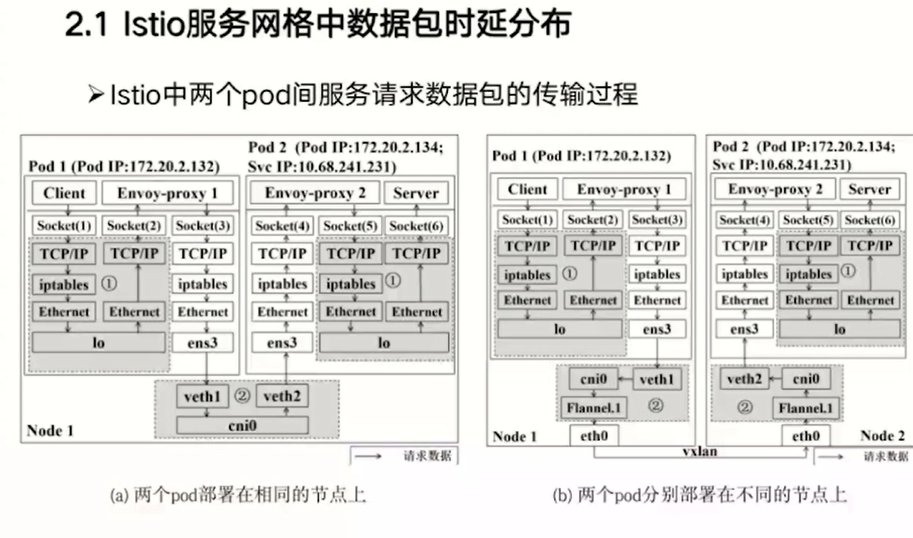 2.1 Istio服务网格中数据包时延分布
➢Istio中两个pod间服务请求数据包的传输过程
Pod 1 (Pod IP:172.20.2.132)
Pod 2 (Pod IP:172.20.2.134;
Svc IP:10.68.241.231)
Client
Envoy-proxy 1
Envoy-proxy 2
Server
Socket(1)
Socket(2)
Socket(3)
Socket(4)
Socket(5)
Socket(6)
TCP/IP
TCP/IP
TCP/IP
TCP/IP
TCP/IP
TCP/IP
iptables
①
iptables
iptables
iptables
①
Ethernet
Ethernet
Ethernet
Ethernet
Ethernet
Ethernet
lo
ens3
ens3
lo
veth1
②
veth2
cni0
Node 1
请求数据
(a) 两个pod部署在相同的节点上
Pod 1 (Pod IP:172.20.2.132)
Pod 2 (Pod IP:172.20.2.134;
Svc IP:10.68.241.231)
Client
Envoy-proxy 1
Envoy-proxy 2
Server
Socket(1)
Socket(2)
Socket(3)
Socket(4)
Socket(5)
Socket(6)
TCP/IP
TCP/IP
TCP/IP
TCP/IP
TCP/IP
TCP/IP
iptables
①
iptables
iptables
iptables
①
Ethernet
Ethernet
Ethernet
Ethernet
Ethernet
Ethernet
lo
ens3
ens3
lo
cni0
veth1
veth2
cni0
Flannel.1
②
②
Flannel.1
Node 1
eth0
eth0
Node 2
vxlan
请求数据
(b) 两个pod分别部署在不同的节点上